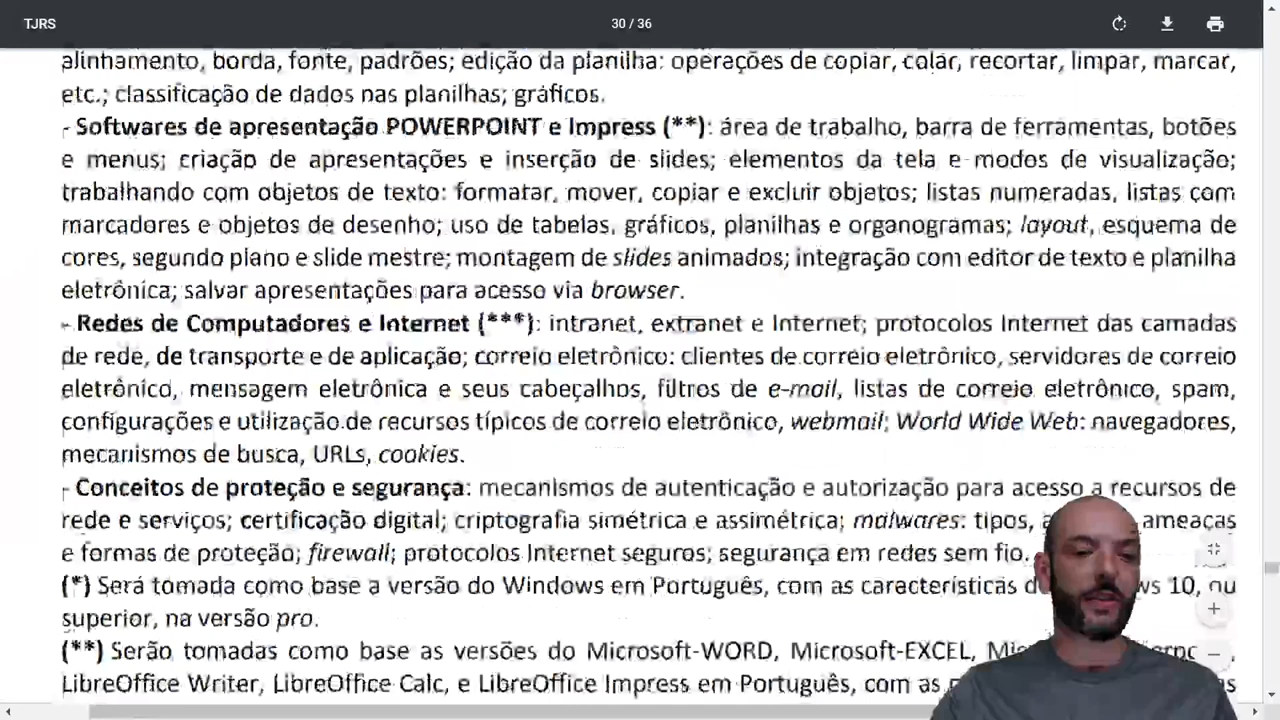 TJRS
30 / 36
alinhamento, borda, fonte, padrões; edição da planilha: operações de copiar, colar, recortar, limpar, marcar,
etc.; classificação de dados nas planilhas; gráficos.
- Softwares de apresentação POWERPOINT e Impress (**): área de trabalho, barra de ferramentas, botões
e menus; criação de apresentações e inserção de slides; elementos da tela e modos de visualização;
trabalhando com objetos de texto: formatar, mover, copiar e excluir objetos; listas numeradas, listas com
marcadores e objetos de desenho; uso de tabelas, gráficos, planilhas e organogramas; layout, esquema de
cores, segundo plano e slide mestre; montagem de slides animados; integração com editor de texto e planilha
eletrônica; salvar apresentações para acesso via browser.
- Redes de Computadores e Internet (***): intranet, extranet e Internet; protocolos Internet das camadas
de rede, de transporte e de aplicação; correio eletrônico: clientes de correio eletrônico, servidores de correio
eletrônico, mensagem eletrônica e seus cabeçalhos, filtros de e-mail, listas de correio eletrônico, spam,
configurações e utilização de recursos típicos de correio eletrônico, webmail; World Wide Web: navegadores,
mecanismos de busca, URLs, cookies.
- Conceitos de proteção e segurança: mecanismos de autenticação e autorização para acesso a recursos de
rede e serviços; certificação digital; criptografia simétrica e assimétrica; malwares: tipos, ameaças
e formas de proteção; firewall; protocolos Internet seguros; segurança em redes sem fio.
(*) Será tomada como base a versão do Windows em Português, com as características 10, ou
superior, na versão pro.
(**) Serão tomadas como base as versões do Microsoft-WORD, Microsoft-EXCEL,
LibreOffice Writer, LibreOffice Calc, e LibreOffice Impress em Português, com as